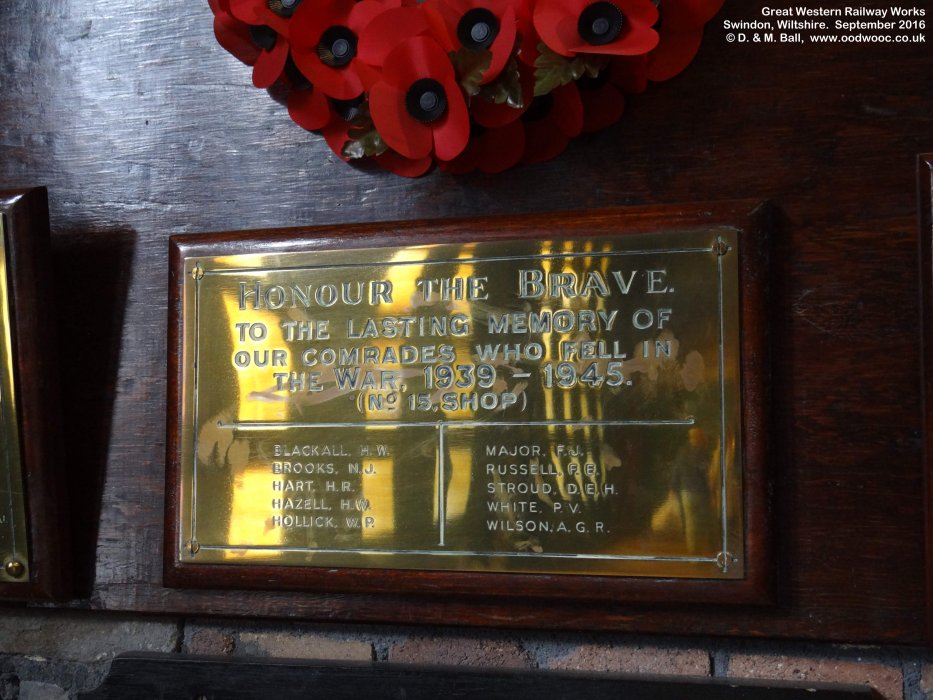 Great Western Railway Works
Swindon, Wiltshire. September 2016
© D. & M. Ball, www.oodwooc.co.uk
HONOUR THE BRAVE.
TO THE LASTING MEMORY OF
OUR COMRADES WHO FELL IN
THE WAR, 1939 – 1945.
(No 15, SHOP)
BLACKALL, H.W.
BROOKS, N.J.
HART, H.R.
HAZELL, H.W.
HOLLICK, W.P.
MAJOR, F.J.
RUSSELL, F.B.
STROUD, D.E.H.
WHITE, P.V.
WILSON, A.G.R.